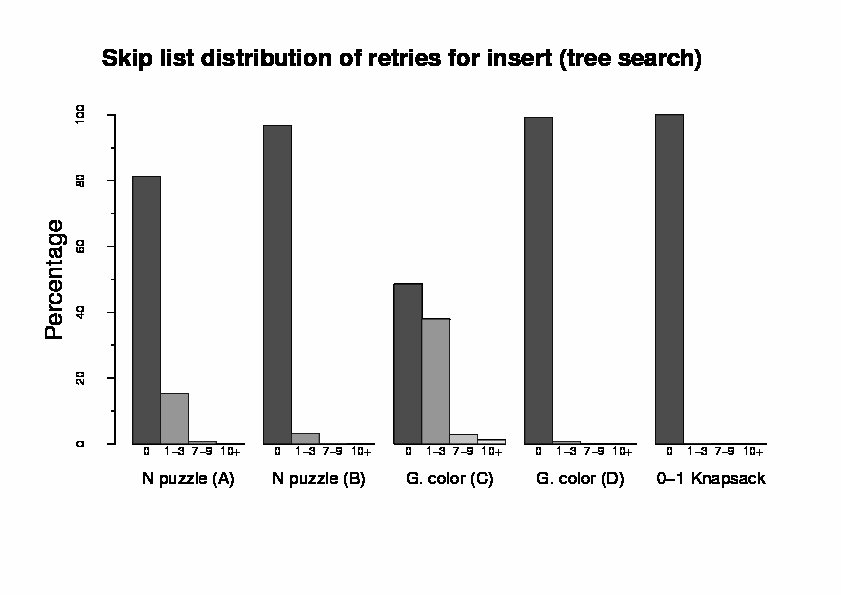 Skip list distribution of retries for insert (tree search)
Percentage
100
80
60
40
20
0
0 1−3 7−9 10+ 0 1−3 7−9 10+ 0 1−3 7−9 10+ 0 1−3 7−9 10+ 0 1−3 7−9 10+
N puzzle (A) N puzzle (B) G. color (C) G. color (D) 0−1 Knapsack